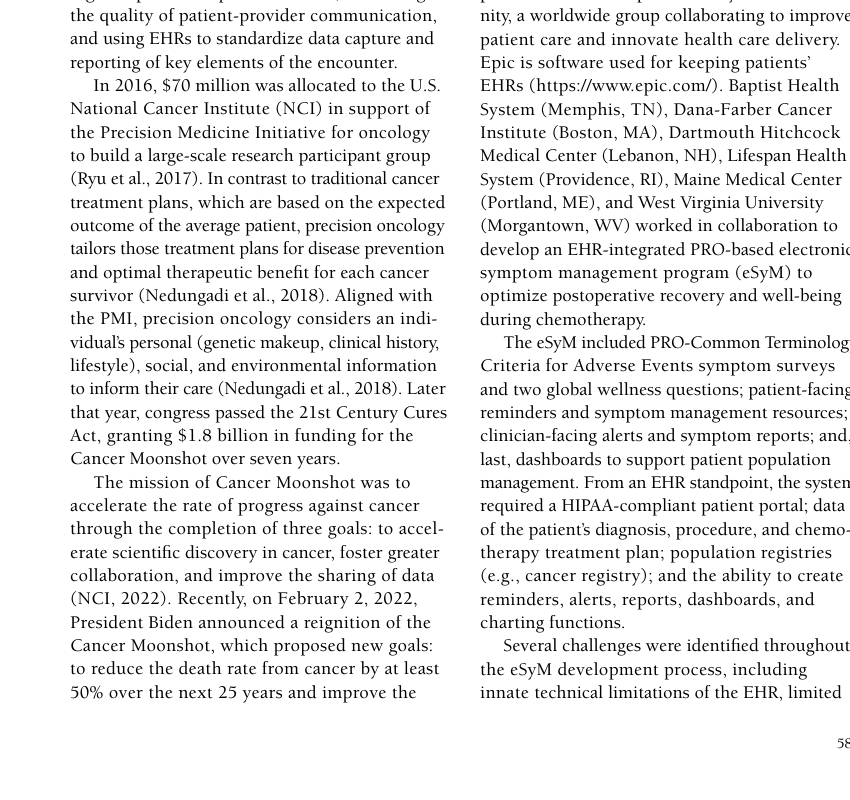 the quality of patient-provider communication,
and using EHRs to standardize data capture and
reporting of key elements of the encounter.
In 2016, $70 million was allocated to the U.S.
National Cancer Institute (NCI) in support of
the Precision Medicine Initiative for oncology
to build a large-scale research participant group
(Ryu et al., 2017). In contrast to traditional cancer
treatment plans, which are based on the expected
outcome of the average patient, precision oncology
tailors those treatment plans for disease prevention
and optimal therapeutic benefit for each cancer
survivor (Nedungadi et al., 2018). Aligned with
the PMI, precision oncology considers an indi-
vidual's personal (genetic makeup, clinical history,
lifestyle), social, and environmental information
to inform their care (Nedungadi et al., 2018). Later
that year, congress passed the 21st Century Cures
Act, granting $1.8 billion in funding for the
Cancer Moonshot over seven years.
The mission of Cancer Moonshot was to
accelerate the rate of progress against cancer
through the completion of three goals: to accel-
erate scientific discovery in cancer, foster greater
collaboration, and improve the sharing of data
(NCI, 2022). Recently, on February 2, 2022,
President Biden announced a reignition of the
Cancer Moonshot, which proposed new goals:
to reduce the death rate from cancer by at least
50% over the next 25 years and improve the
nity, a worldwide group collaborating to improve
patient care and innovate health care delivery.
Epic is software used for keeping patients'
EHRs (https://www.epic.com/). Baptist Health
System (Memphis, TN), Dana-Farber Cancer
Institute (Boston, MA), Dartmouth Hitchcock
Medical Center (Lebanon, NH), Lifespan Health
System (Providence, RI), Maine Medical Center
(Portland, ME), and West Virginia University
(Morgantown, WV) worked in collaboration to
develop an EHR-integrated PRO-based electronic
symptom management program (eSyM) to
optimize postoperative recovery and well-being
during chemotherapy.
The eSyM included PRO-Common Terminolog
Criteria for Adverse Events symptom surveys
and two global wellness questions; patient-facing
reminders and symptom management resources;
clinician-facing alerts and symptom reports; and,
last, dashboards to support patient population
management. From an EHR standpoint, the system
required a HIPAA-compliant patient portal; data
of the patient's diagnosis, procedure, and chemo-
therapy treatment plan; population registries
(e.g., cancer registry); and the ability to create
reminders, alerts, reports, dashboards, and
charting functions.
Several challenges were identified throughout
the eSyM development process, including
innate technical limitations of the EHR, limited
58